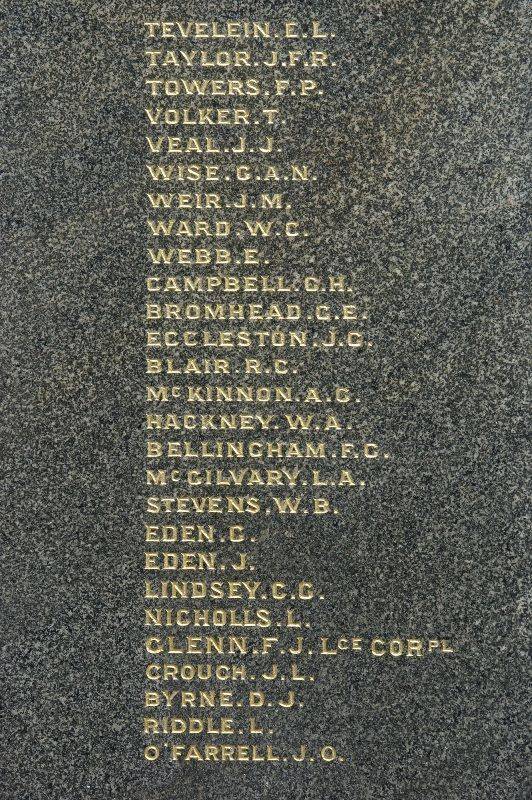 TEVELEIN.E.L.
TAYLOR.J.F.R.
TOWERS.F.P.
VOLKER.T.
VEAL.J.J.
WISE.G.A.N.
WEIR.J.M.
WARD.W.C.
WEBB.E.
CAMPBELL.G.H.
BROMHEAD.G.E.
ECCLESTON.J.G.
BLAIR.R.C.
McKINNON.A.G.
HACKNEY.W.A.
BELLINGHAM.F.G.
McGILVARY.L.A.
STEVENS.W.B.
EDEN.C.
EDEN.J.
LINDSEY.C.G.
NICHOLLS.L.
GLENN.F.J. LCE CORPL
CROUCH.J.L.
BYRNE.D.J.
RIDDLE.L.
O'FARRELL.J.O.